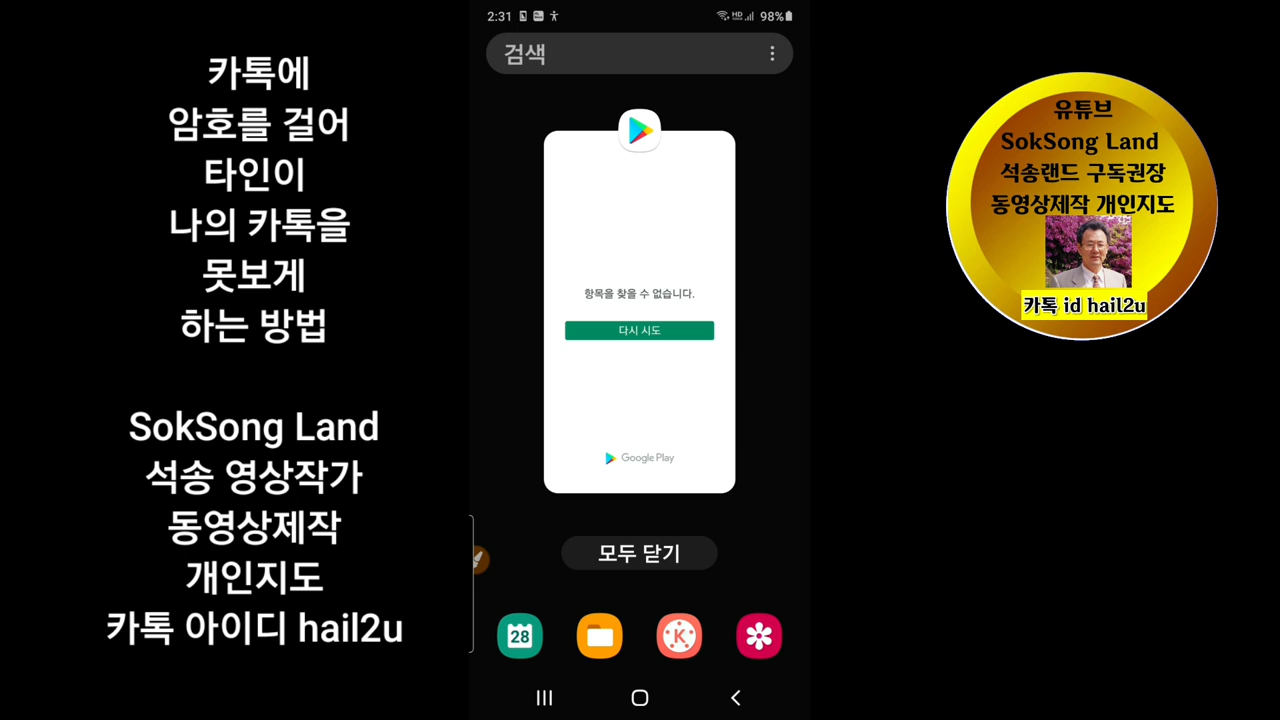 카톡에
암호를 걸어
타인이
나의 카톡을
못보게
하는 방법
SokSong Land
석송 영상작가
동영상제작
개인지도
카톡 아이디 hail2u
2:31
HD
98%
검색
항목을 찾을 수 없습니다.
다시 시도
Google Play
모두 닫기
28
K
유튜브
SokSong Land
석송랜드 구독권장
동영상제작 개인지도
카톡 id hail2u